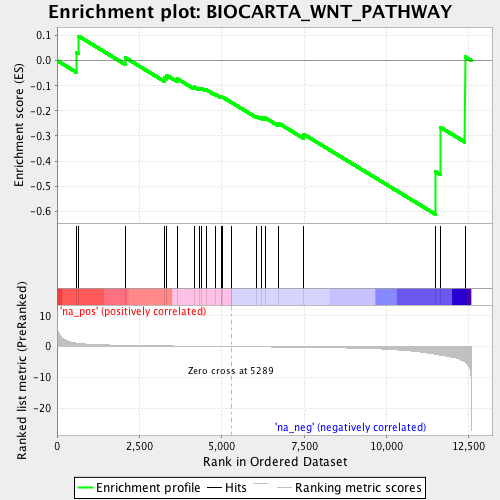 Enrichment plot: BIOCARTA_WNT_PATHWAY
Enrichment score (ES)
0.1
0.0
-0.1
-0.2
-0.3
-0.4
-0.5
-0.6
'na_pos' (positively correlated)
Ranked list metric (PreRanked)
10
0
-10
-20
Zero cross at 5289
'na_neg' (negatively correlated)
0 2,500 5,000 7,500 10,000 12,500
Rank in Ordered Dataset
Enrichment profile Hits Ranking metric scores